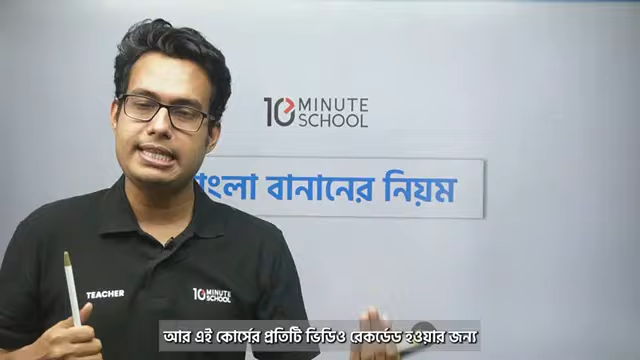 10 MINUTE
SCHOOL
বাংলা বানানের নিয়ম
TEACHER
10 MINUTE
SCHOOL
আর এই কোর্সের প্রতিটি ভিডিও রেকর্ডেড হওয়ার জন্য